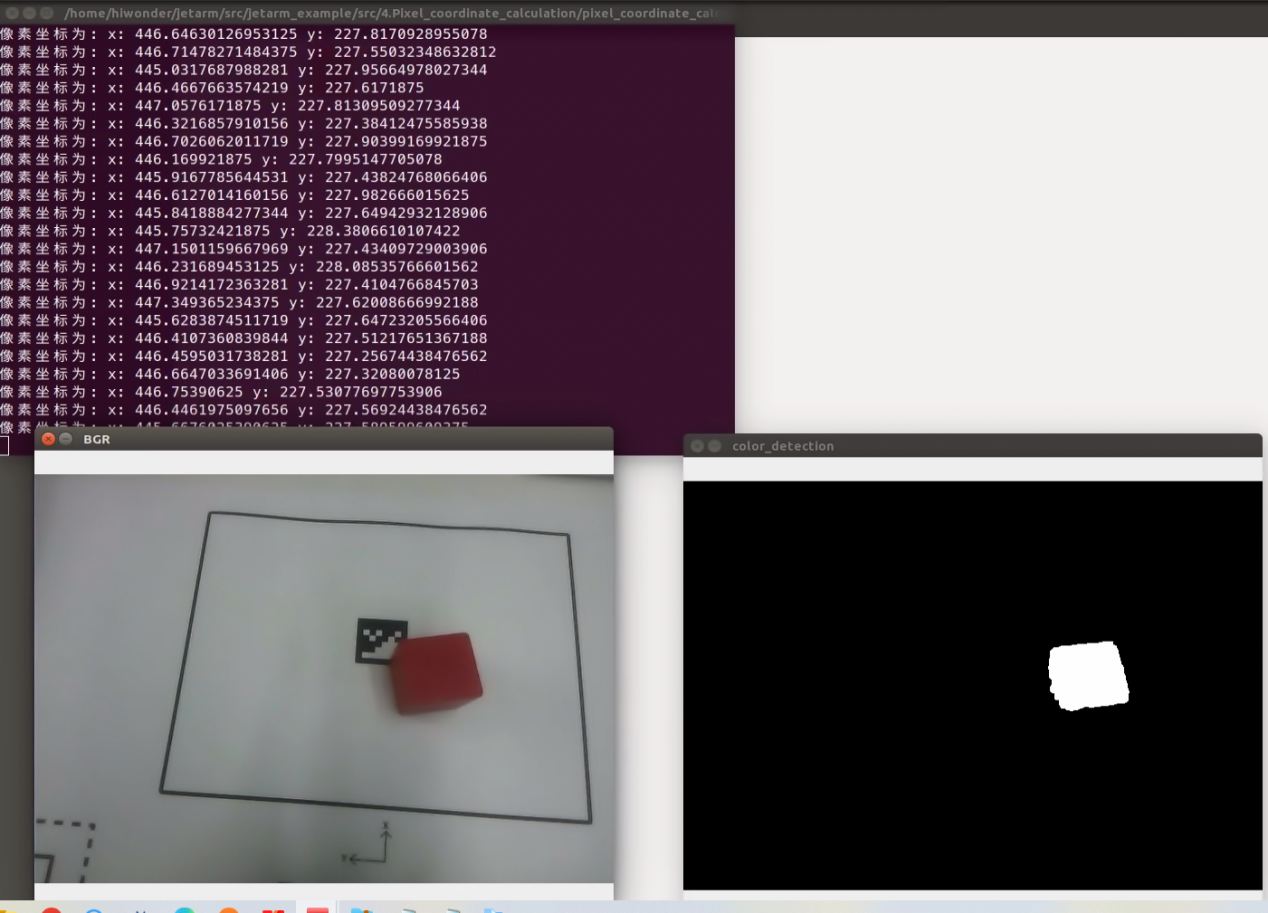 /home/hiwonder/jetarm/src/jetarm_example/src/4.Pixel_coordinate_calculation/pixel_coordinate_cal
像素坐标为: x: 446.64630126953125 y: 227.8170928955078
像素坐标为: x: 446.71478271484375 y: 227.55032348632812
像素坐标为: x: 445.0317687988281 y: 227.95664978027344
像素坐标为: x: 446.4667663574219 y: 227.6171875
像素坐标为: x: 447.0576171875 y: 227.81309509277344
像素坐标为: x: 446.3216857910156 y: 227.38412475585938
像素坐标为: x: 446.7026062011719 y: 227.90399169921875
像素坐标为: x: 446.169921875 y: 227.7995147705078
像素坐标为: x: 445.9167785644531 y: 227.43824768066406
像素坐标为: x: 446.6127014160156 y: 227.982666015625
像素坐标为: x: 445.8418884277344 y: 227.64942932128906
像素坐标为: x: 445.75732421875 y: 228.3806610107422
像素坐标为: x: 447.1501159667969 y: 227.43409729003906
像素坐标为: x: 446.231689453125 y: 228.08535766601562
像素坐标为: x: 446.9214172363281 y: 227.4104766845703
像素坐标为: x: 447.349365234375 y: 227.62008666992188
像素坐标为: x: 445.6283874511719 y: 227.64723205566406
像素坐标为: x: 446.4107360839844 y: 227.51217651367188
像素坐标为: x: 446.4595031738281 y: 227.25674438476562
像素坐标为: x: 446.6647033691406 y: 227.32080078125
像素坐标为: x: 446.75390625 y: 227.53077697753906
像素坐标为: x: 446.4461975097656 y: 227.56924438476562
像素
BGR
color_detection
X
Y